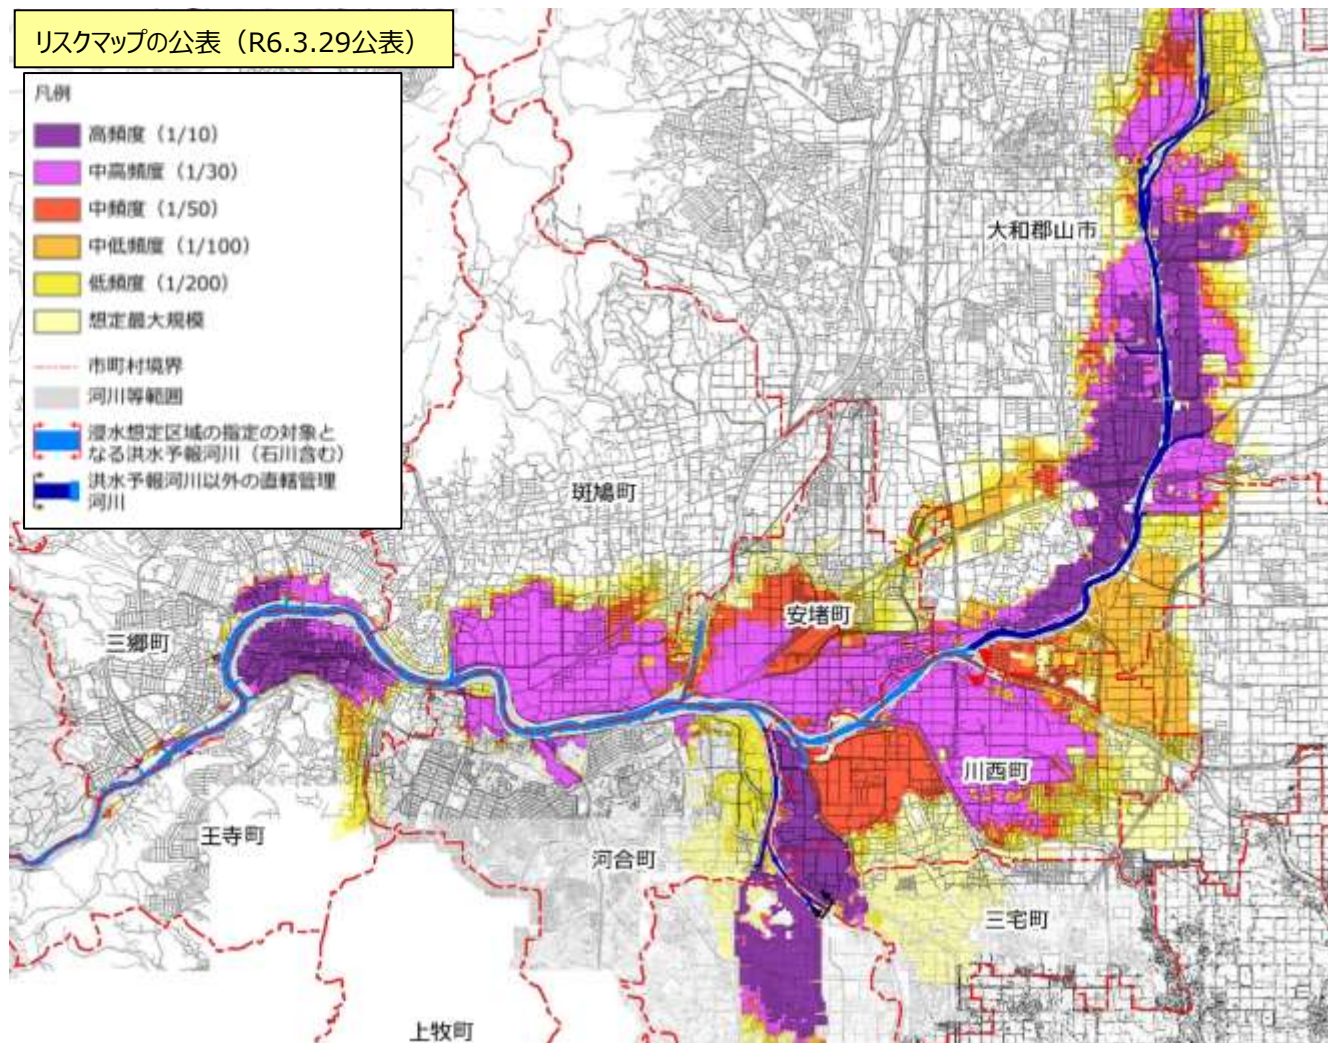 リスクマップの公表（R6.3.29公表）
凡例
高頻度（1/10）
中高頻度（1/30）
中頻度（1/50）
中低頻度（1/100）
低頻度（1/200）
想定最大規模
市町村境界
河川等範囲
浸水想定区域の指定の対象と
なる洪水予報河川（石川含む）
洪水予報河川以外の直轄管理
河川
大和郡山市
斑鳩町
安堵町
三郷町
川西町
王寺町
河合町
三宅町
上牧町